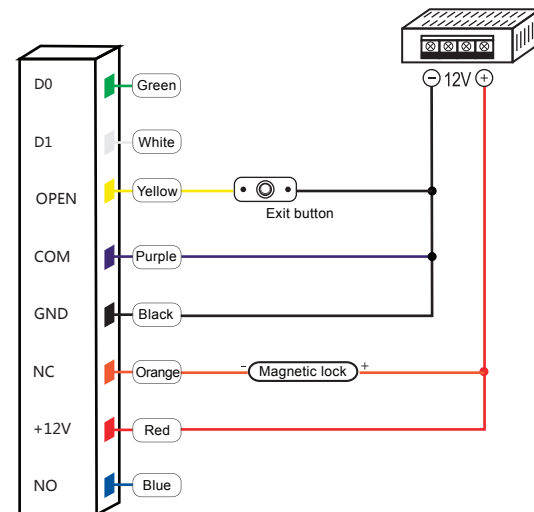 − 12V +
D0 Green
D1 White
OPEN Yellow
Exit button
COM Purple
GND Black
NC Orange - Magnetic lock +
+12V Red
NO Blue